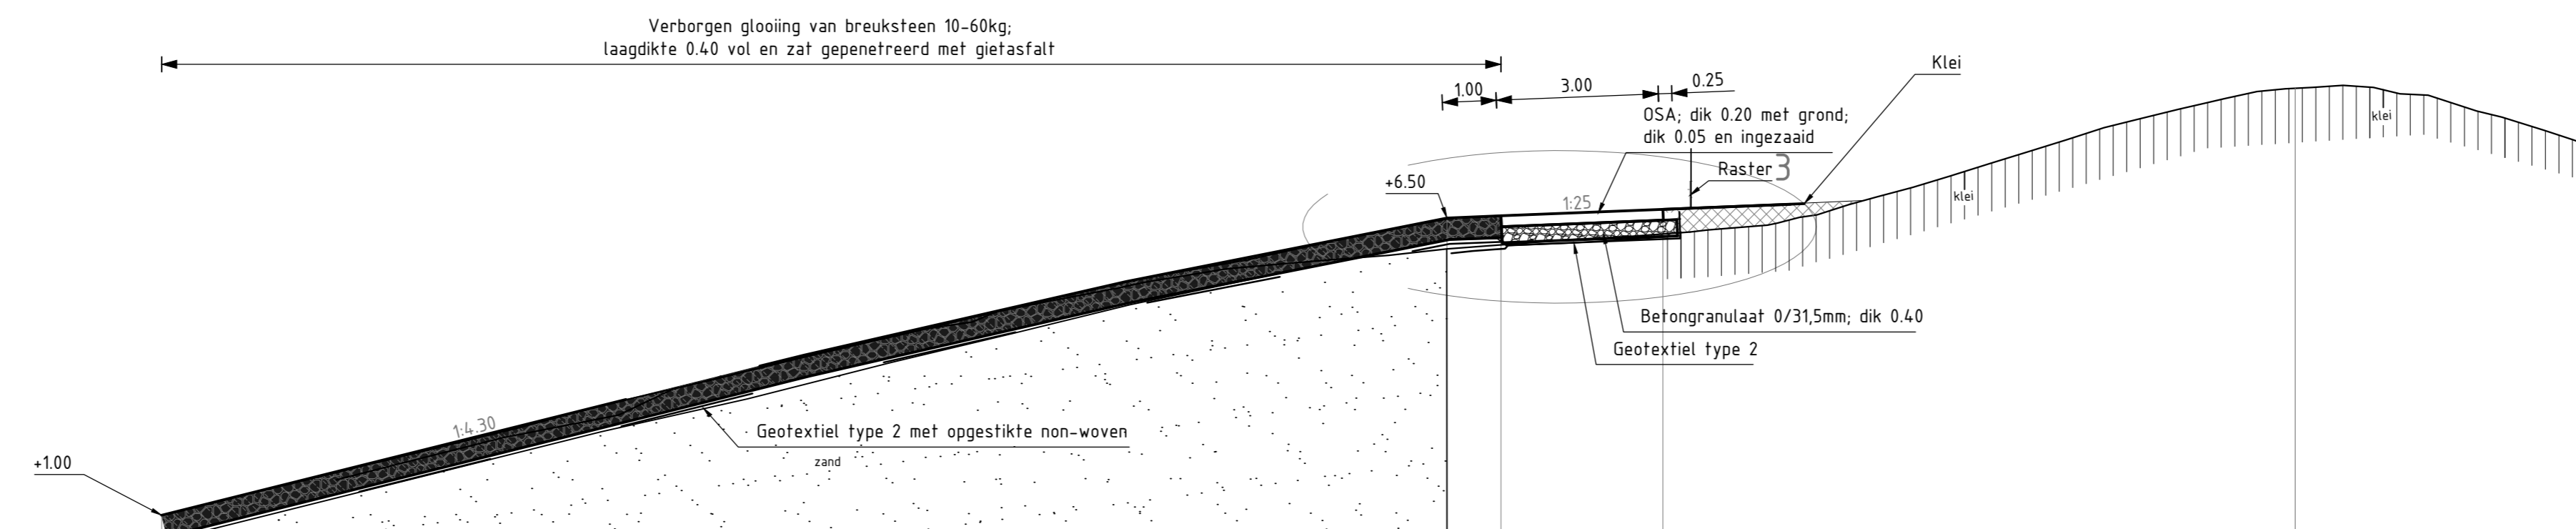 Verborgen glooiing van breuksteen 10-60kg;
laagdikte 0.40 vol en zat gepenetreerd met gietasfalt
Klei
1.00
3.00
0.25
OSA; dik 0.20 met grond;
dik 0.05 en ingezaaid
klei
Raster
3
+6.50
1:25
klei
Betongranulaat 0/31,5mm; dik 0.40
Geotextiel type 2
1:4.30
Geotextiel type 2 met opgestikte non-woven
zand
+1.00